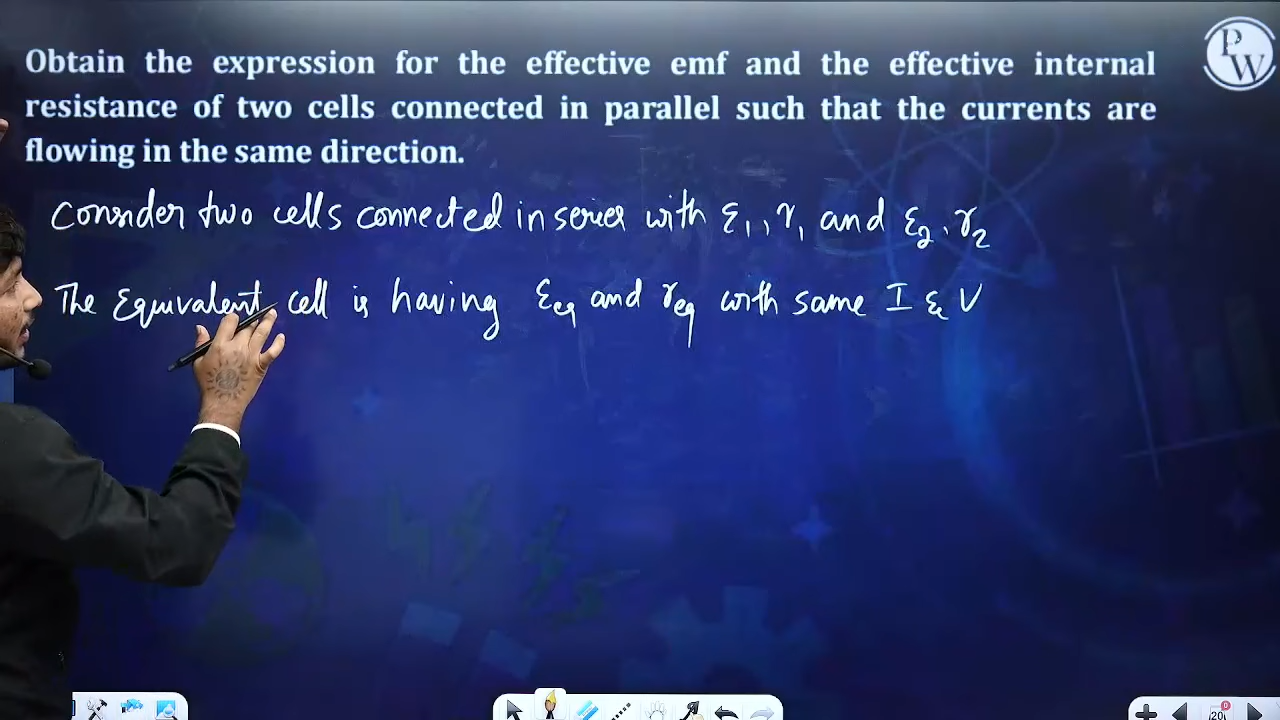 Obtain the expression for the effective emf and the effective internal
resistance of two cells connected in parallel such that the currents are
flowing in the same direction.
Consider two cells connected in series with ε₁, r₁ and ε₂, r₂
The Equivalent cell is having εeq and req with same I & V
PW
20
0